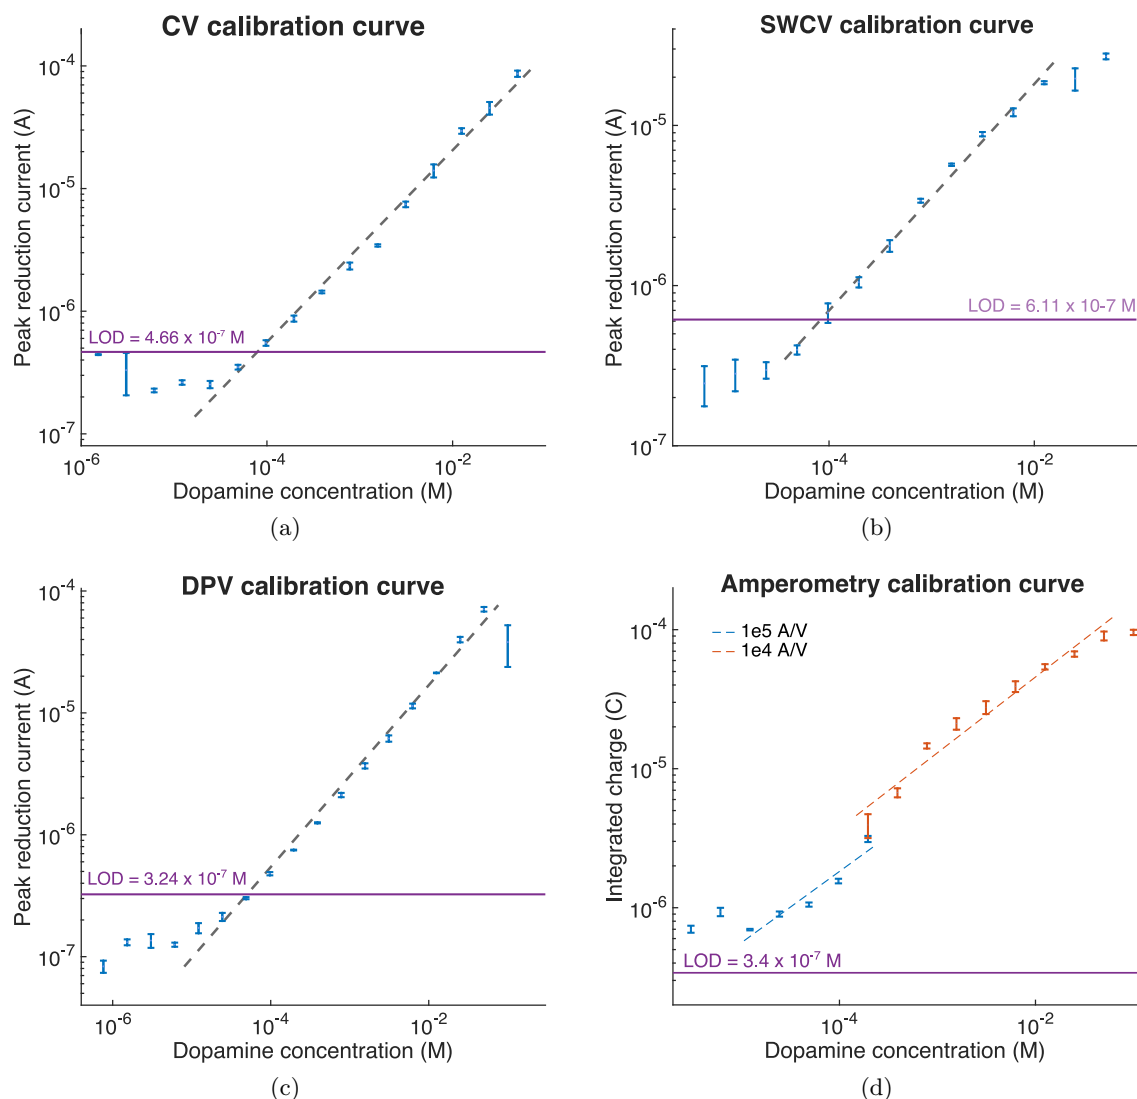 CV calibration curve
Peak reduction current (A)
10^-4
10^-5
10^-6
10^-7
LOD = 4.66 x 10^-7 M
10^-6
10^-4
10^-2
Dopamine concentration (M)
(a)
SWCV calibration curve
Peak reduction current (A)
10^-5
10^-6
10^-7
LOD = 6.11 x 10-7 M
10^-4
10^-2
Dopamine concentration (M)
(b)
DPV calibration curve
Peak reduction current (A)
10^-4
10^-5
10^-6
10^-7
LOD = 3.24 x 10^-7 M
10^-6
10^-4
10^-2
Dopamine concentration (M)
(c)
Amperometry calibration curve
1e5 A/V
1e4 A/V
Integrated charge (C)
10^-4
10^-5
10^-6
LOD = 3.4 x 10^-7 M
10^-4
10^-2
Dopamine concentration (M)
(d)